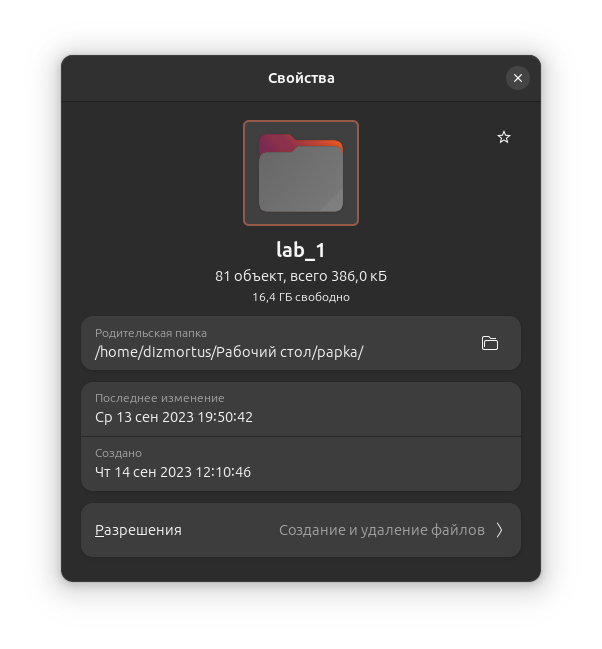 Свойства
lab_1
81 объект, всего 386,0 кБ
16,4 ГБ свободно
Родительская папка
/home/dizmortus/Рабочий стол/papka/
Последнее изменение
Ср 13 сен 2023 19:50:42
Создано
Чт 14 сен 2023 12:10:46
Разрешения Создание и удаление файлов